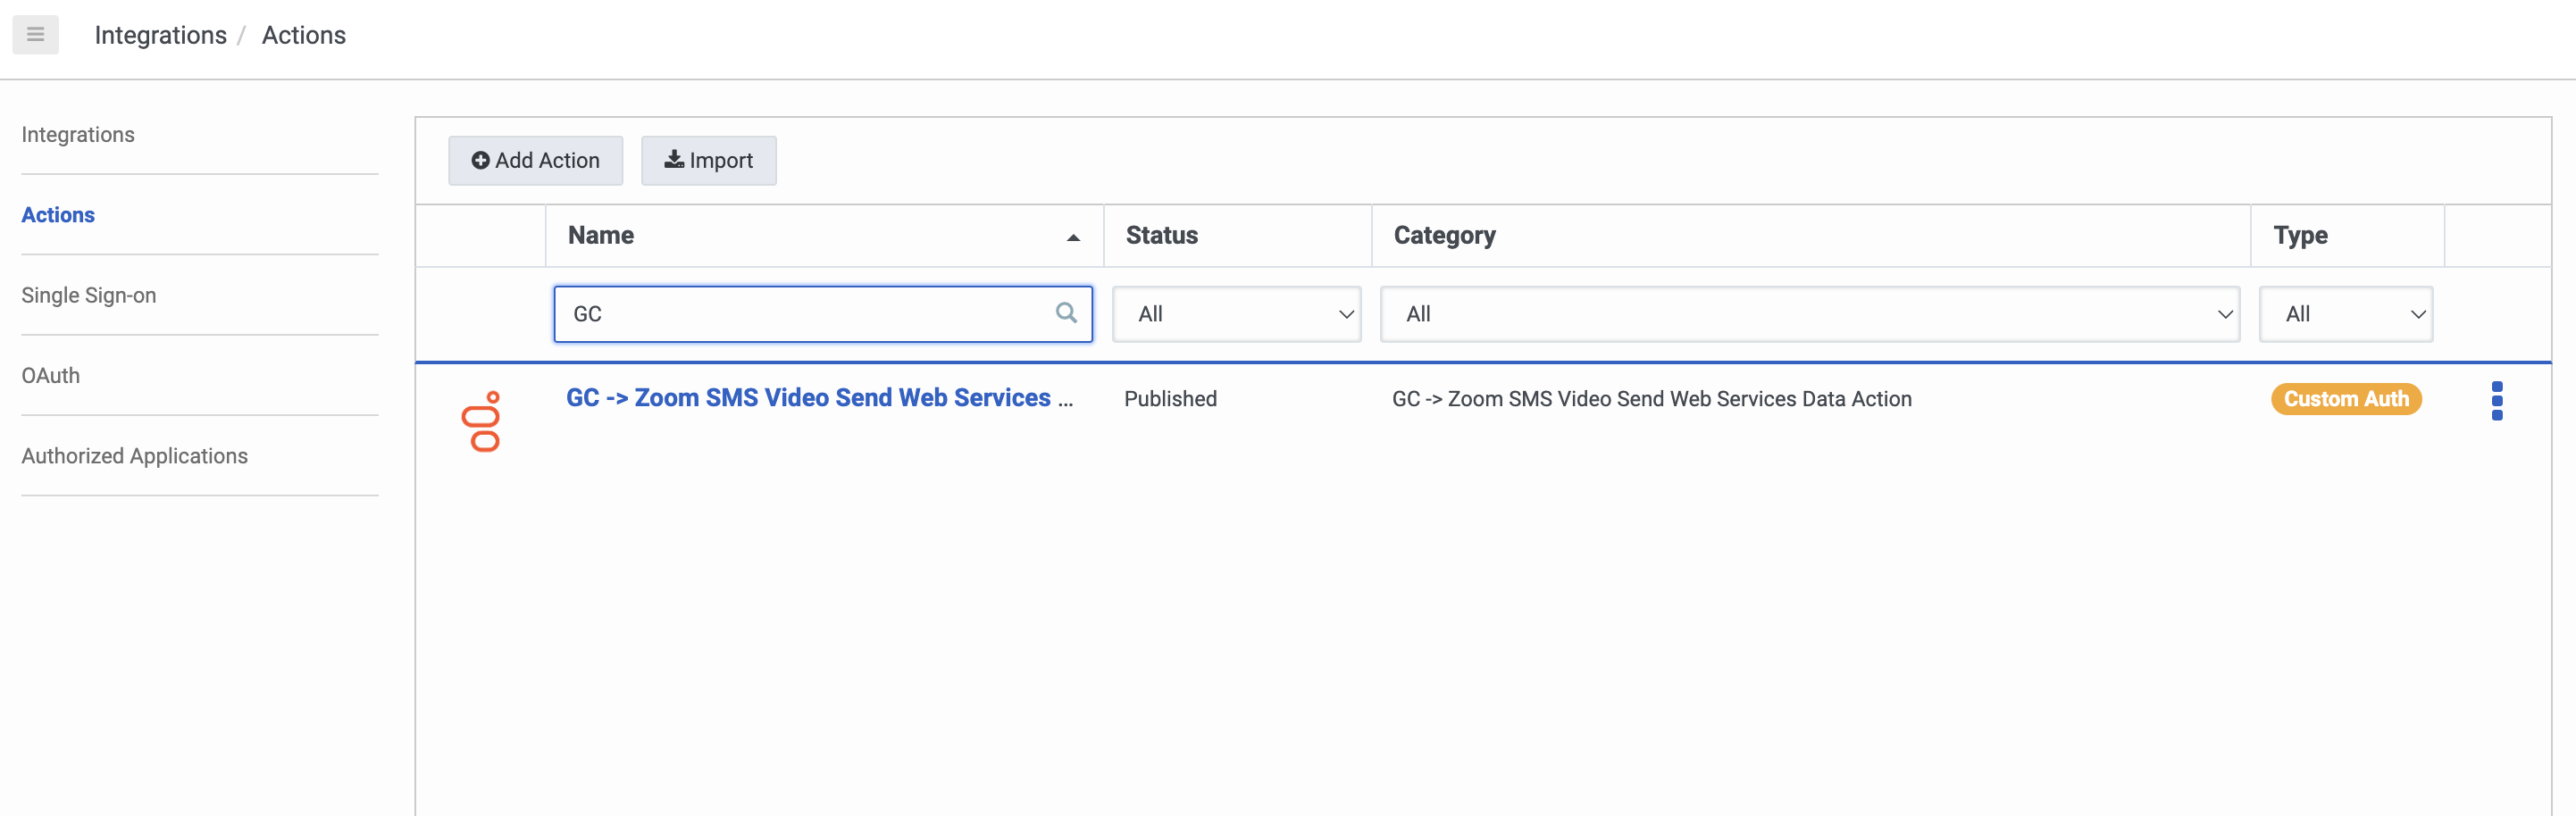 Integrations / Actions
Integrations
Actions
Single Sign-on
OAuth
Authorized Applications
Add Action Import
Name Status Category Type
GC All All All
GC -> Zoom SMS Video Send Web Services ... Published GC -> Zoom SMS Video Send Web Services Data Action Custom Auth